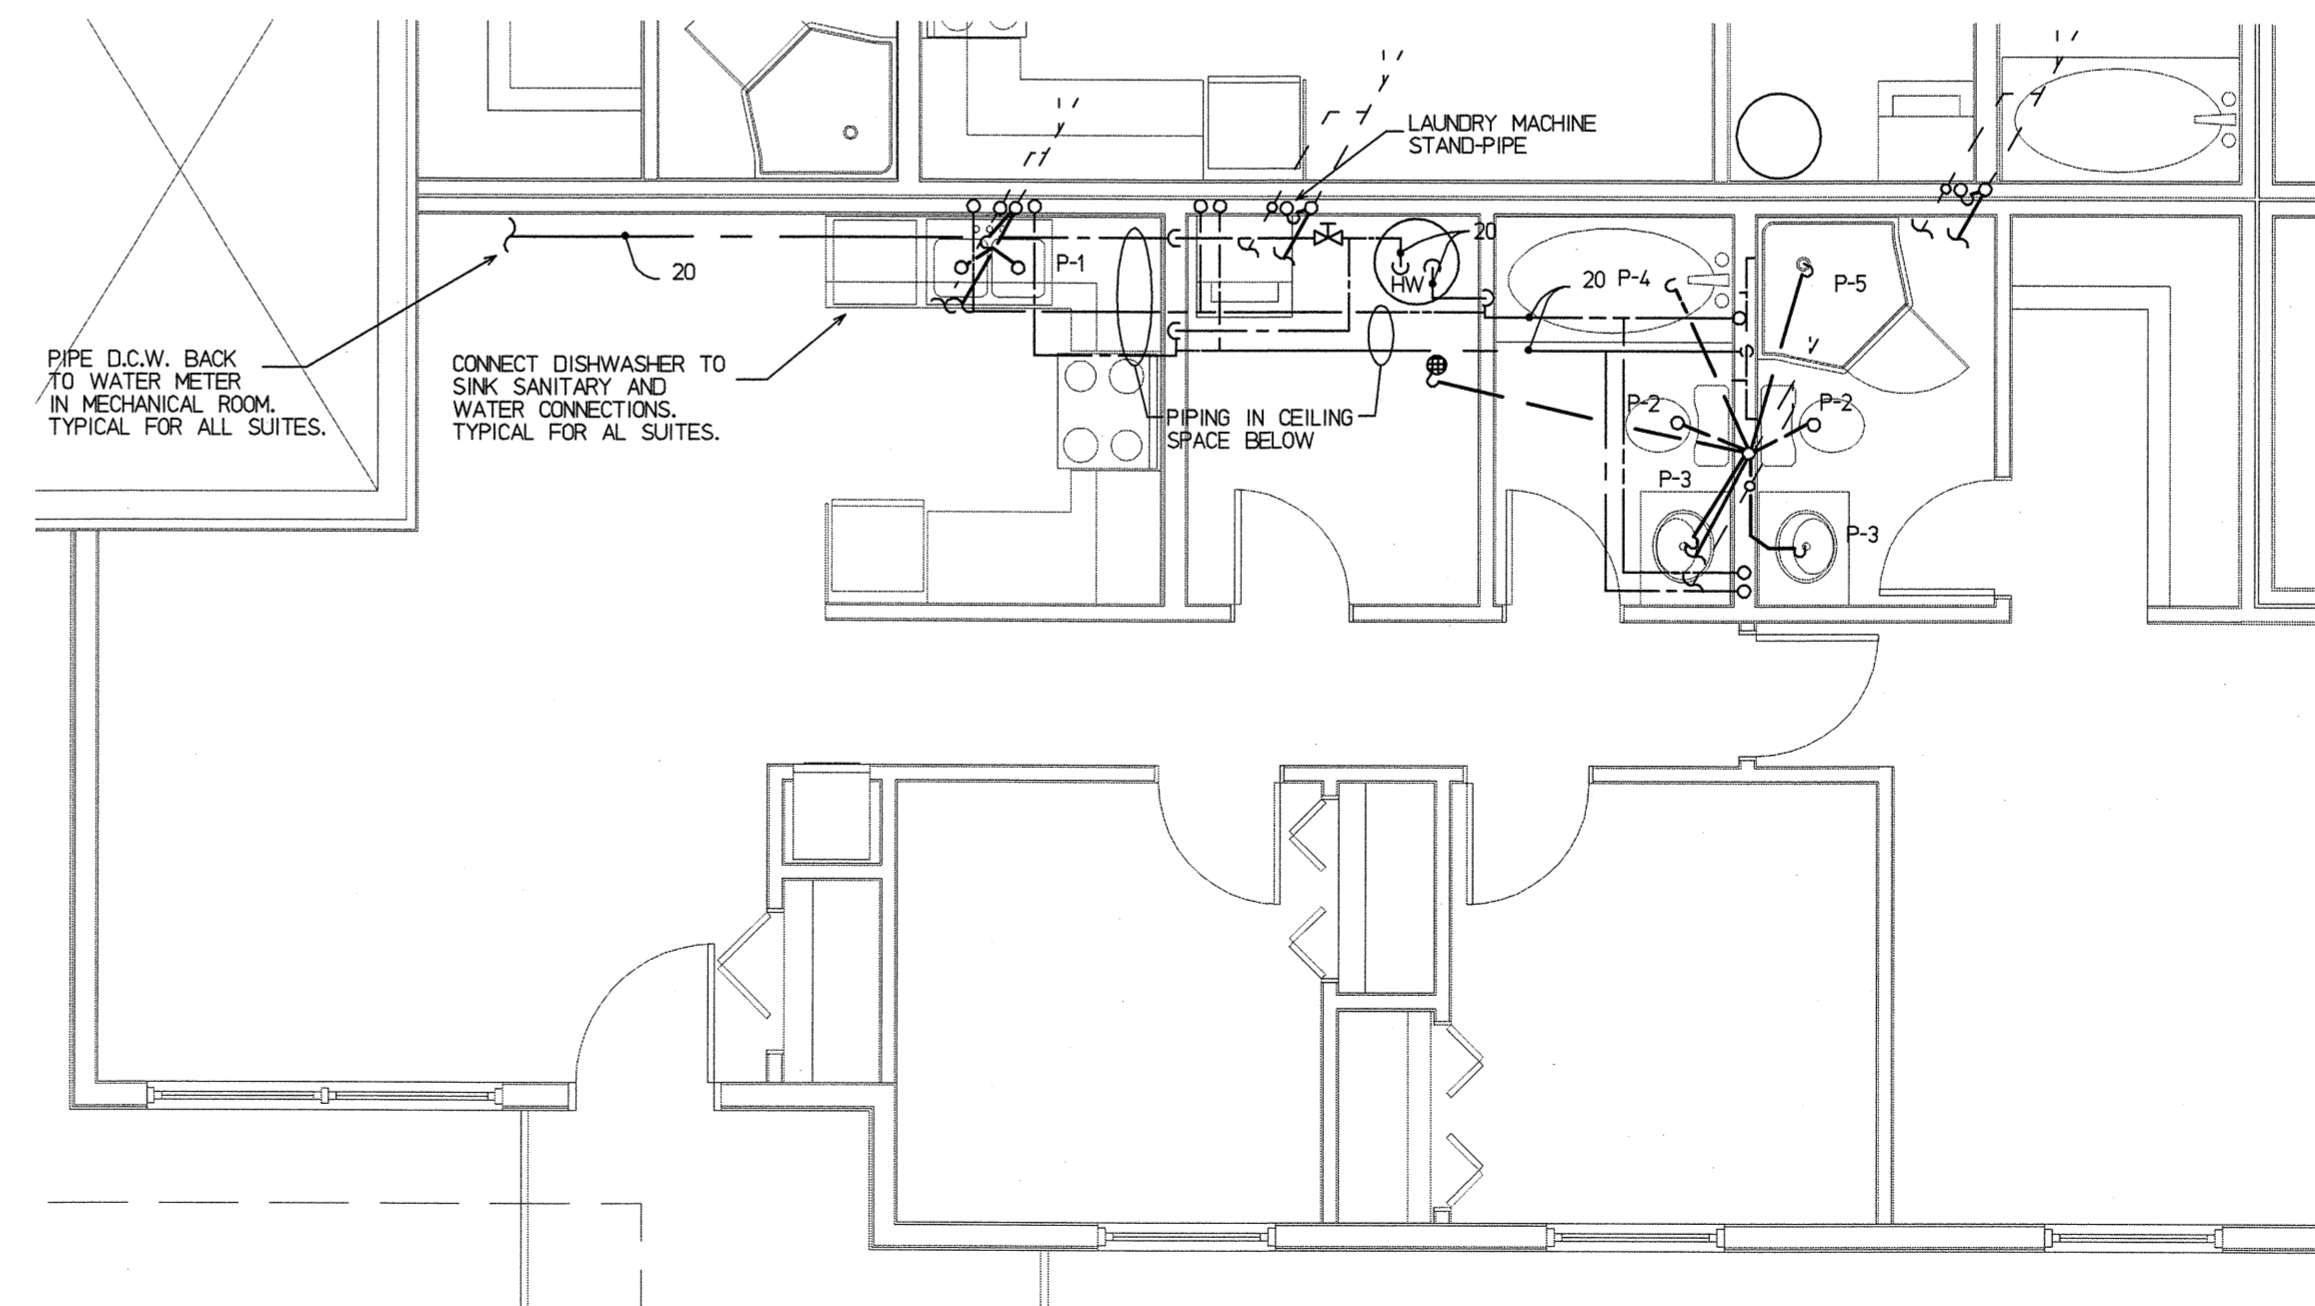 LAUNDRY MACHINE
STAND-PIPE
20
P-1
HW
20
20
P-4
P-5
PIPE D.C.W. BACK
TO WATER METER
IN MECHANICAL ROOM.
TYPICAL FOR ALL SUITES.
CONNECT DISHWASHER TO
SINK SANITARY AND
WATER CONNECTIONS.
TYPICAL FOR AL SUITES.
PIPING IN CEILING
SPACE BELOW
P-2
P-2
P-3
P-3